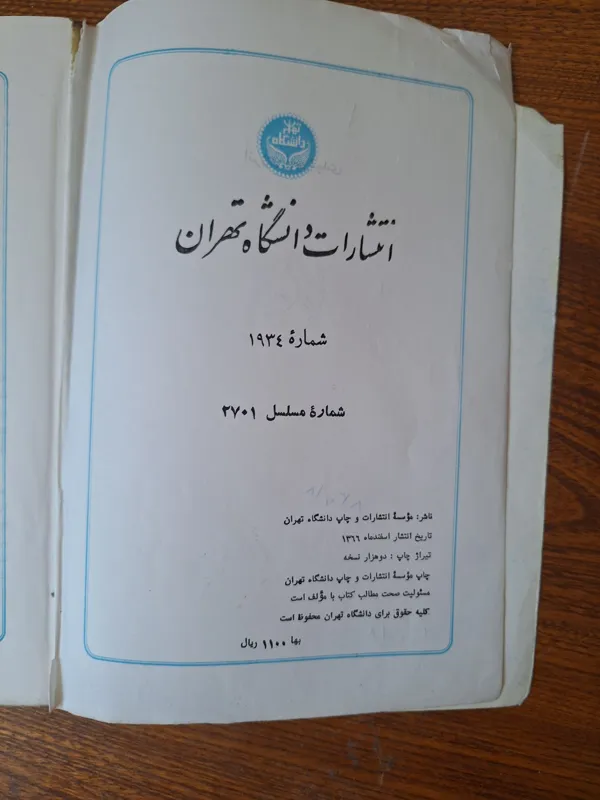 دانشگاه
انتشارات دانشگاه تهران
شمارهٔ ۱۹۳٤
شمارهٔ مسلسل ۲۷۰۱
ناشر: مؤسسهٔ انتشارات و چاپ دانشگاه تهران
تاریخ انتشار اسفندماه ۱۳٦٦
تیراژ چاپ : دوهزار نسخه
چاپ مؤسسهٔ انتشارات و چاپ دانشگاه تهران
مسئولیت صحت مطالب کتاب با مؤلف است
کلیه حقوق برای دانشگاه تهران محفوظ است
بها ۱۱۰۰ ریال